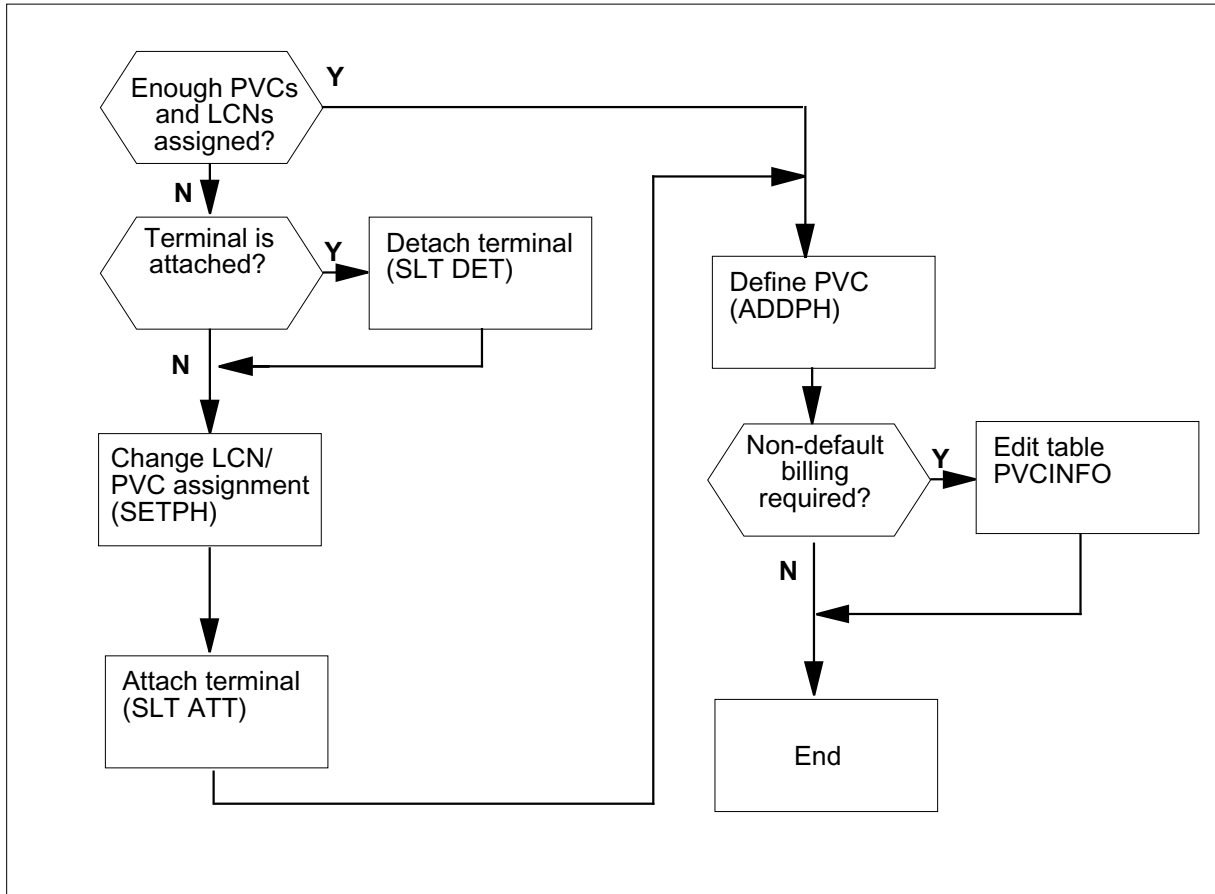 Enough PVCs
and LCNs
assigned?
Y
N
Terminal is
attached?
Y
Detach terminal
(SLT DET)
N
Change LCN/
PVC assignment
(SETPH)
Attach terminal
(SLT ATT)
Define PVC
(ADDPH)
Non-default
billing
required?
Y
Edit table
PVCINFO
N
End